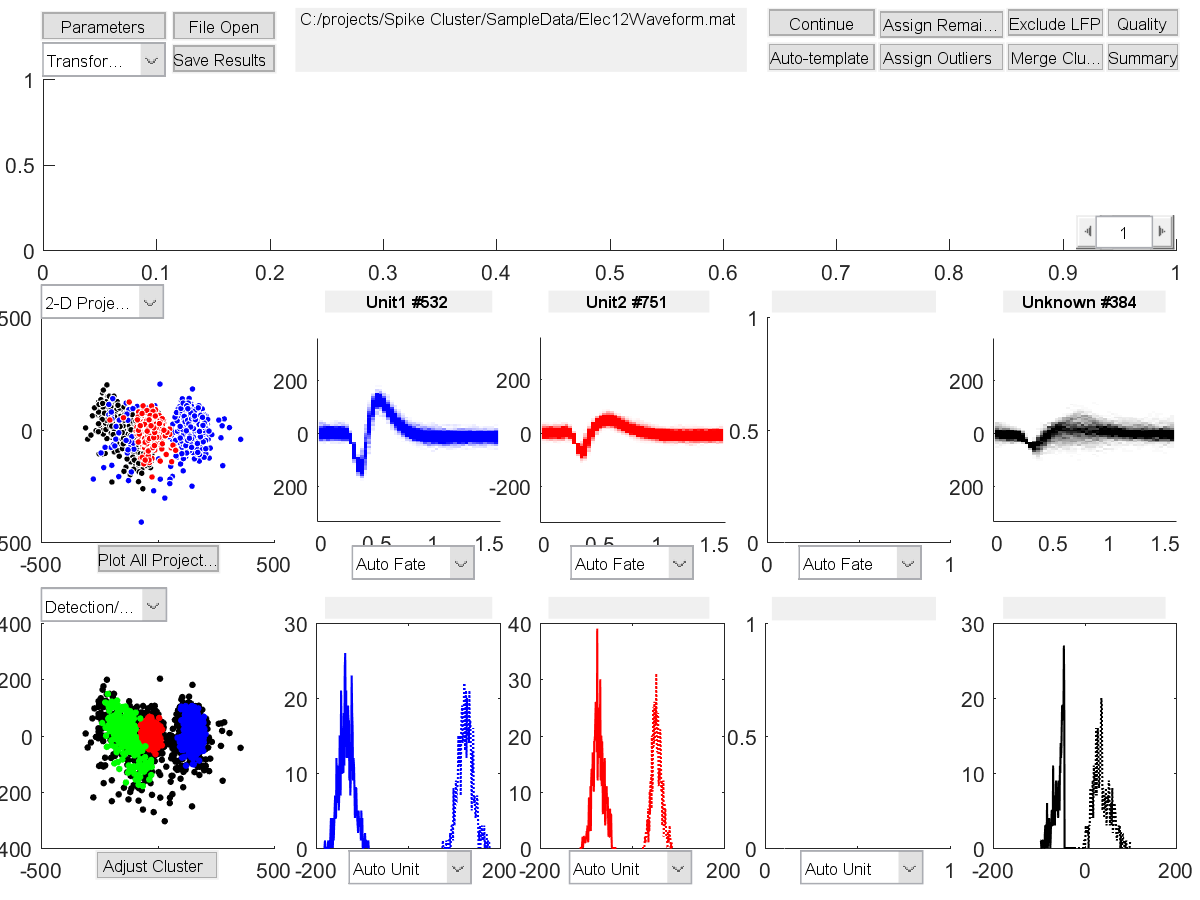 Parameters
File Open
C:/projects/Spike Cluster/SampleData/Elec12Waveform.mat
Continue
Assign Remai...
Exclude LFP
Quality
Transfor...
Save Results
Auto-template
Assign Outliers
Merge Clu...
Summary
1
0.5
0
1
0 0.1 0.2 0.3 0.4 0.5 0.6 0.7 0.8 0.9 1
2-D Proje...
Unit1 #532
Unit2 #751
Unknown #384
500
0
-500
-500 500
Plot All Project...
200
0
200
0 0.5 1 1.5
Auto Fate
200
0
-200
0 0.5 1 1.5
Auto Fate
1
0.5
0
0 1
Auto Fate
200
0
200
0 0.5 1 1.5
Detection/...
400
200
0
200
400
-500 500
Adjust Cluster
30
20
10
0
-200 200
Auto Unit
40
30
20
10
0
-200 200
Auto Unit
1
0.5
0
0 1
Auto Unit
30
20
10
0
-200 0 200